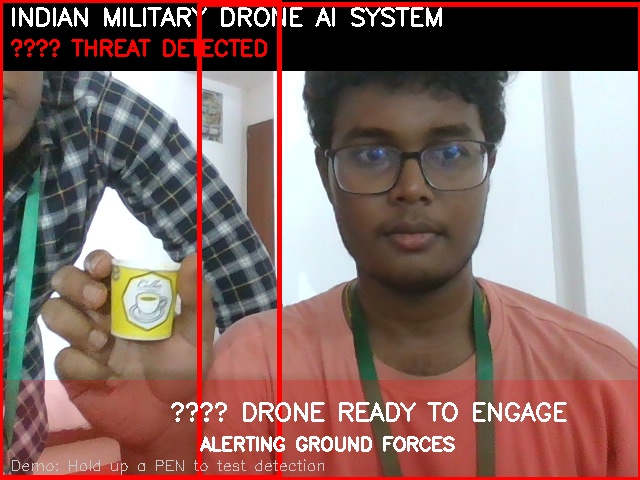 INDIAN MILITARY DRONE AI SYSTEM
???? THREAT DETECTED
Coffee
???? DRONE READY TO ENGAGE
ALERTING GROUND FORCES
Demo: Hold up a PEN to test detection